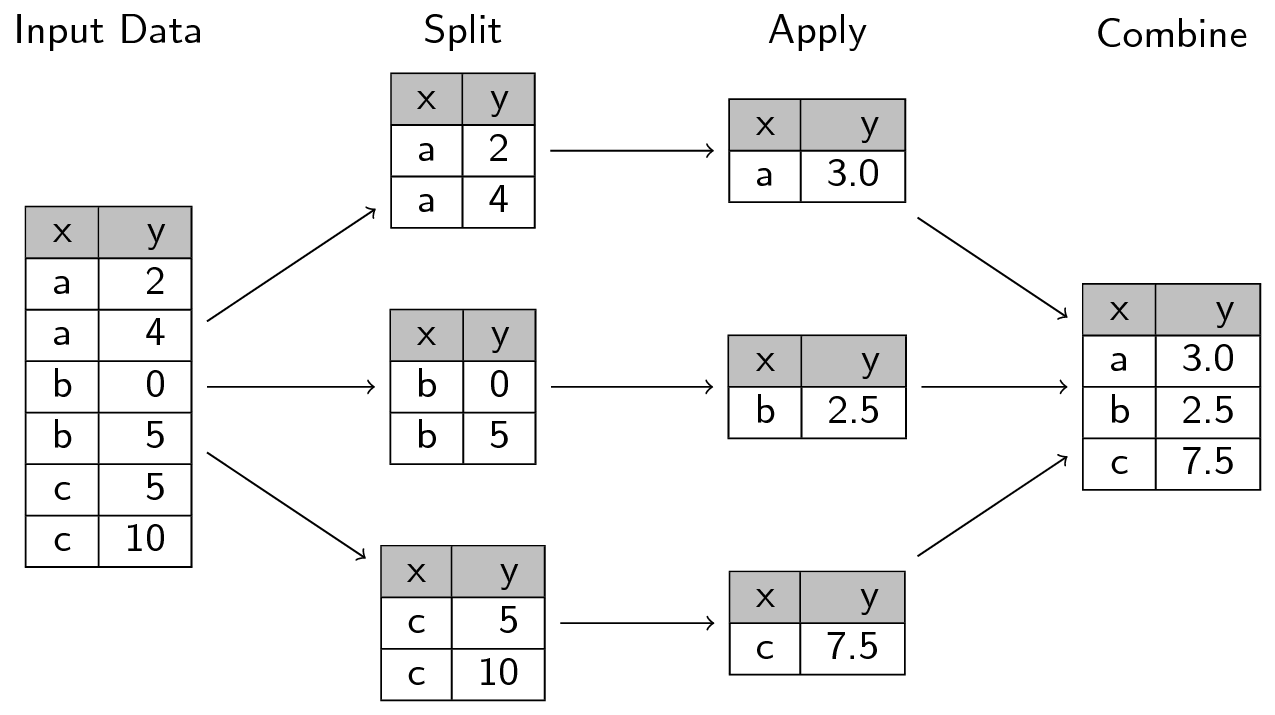 Input Data
Split
Apply
Combine
x y
a 2
a 4
b 0
b 5
c 5
c 10
x y
a 2
a 4
x y
b 0
b 5
x y
c 5
c 10
x y
a 3.0
x y
b 2.5
x y
c 7.5
x y
a 3.0
b 2.5
c 7.5